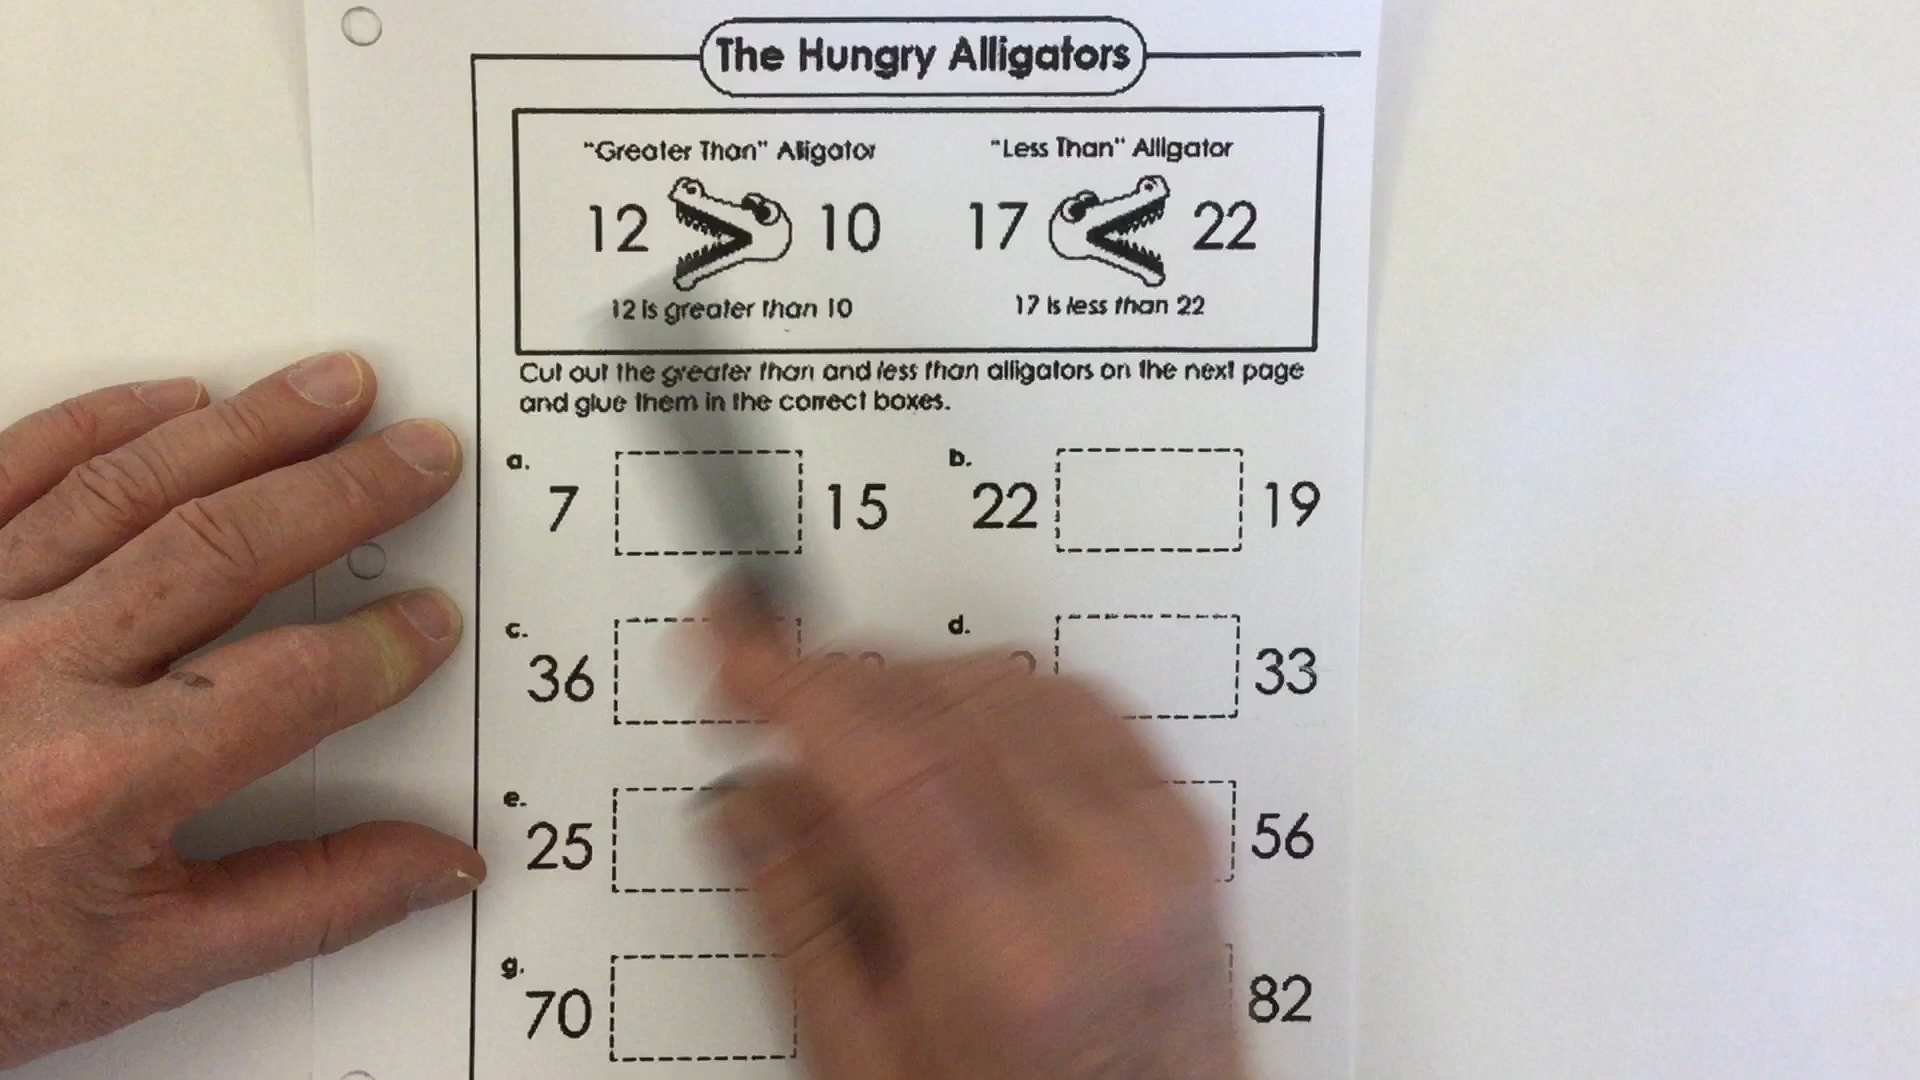 The Hungry Alligators
"Greater Than" Alligator "Less Than" Alligator
12 10 17 22
12 is greater than 10 17 is less than 22
Cut out the greater than and less than alligators on the next page
and glue them in the correct boxes.
a. b.
7 15 22 19
c. d.
36 33
e.
25 56
g.
70 82